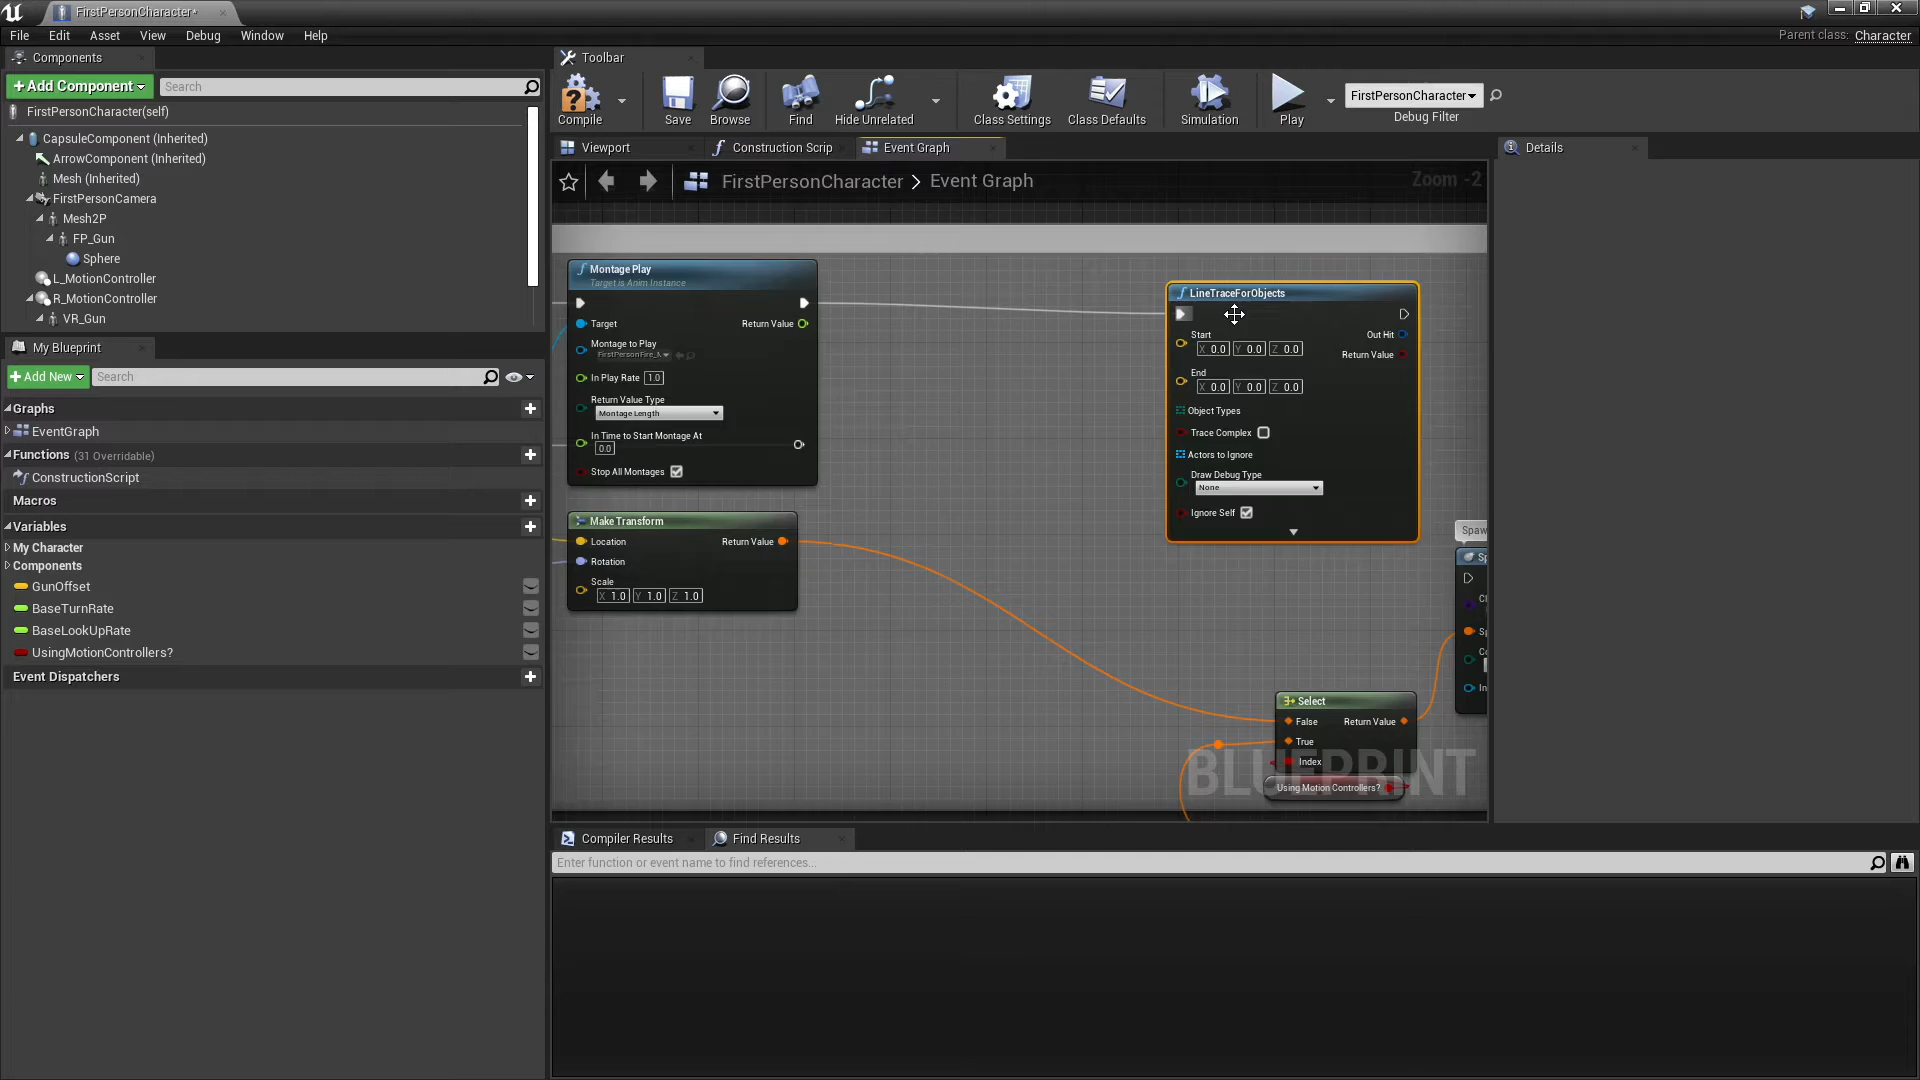 FirstPersonCharacter*
File Edit Asset View Debug Window Help
Parent class: Character
Components
Toolbar
+ Add Component
Search
FirstPersonCharacter(self)
CapsuleComponent (Inherited)
ArrowComponent (Inherited)
Mesh (Inherited)
FirstPersonCamera
Mesh2P
FP_Gun
Sphere
L_MotionController
R_MotionController
VR_Gun
Compile
Save
Browse
Find
Hide Unrelated
Class Settings
Class Defaults
Simulation
Play
FirstPersonCharacter
Debug Filter
Viewport
Construction Scrip
Event Graph
Details
FirstPersonCharacter > Event Graph
Zoom -2
My Blueprint
+ Add New
Search
Graphs
EventGraph
Functions (31 Overridable)
ConstructionScript
Macros
Variables
My Character
Components
GunOffset
BaseTurnRate
BaseLookUpRate
UsingMotionControllers?
Event Dispatchers
Montage Play
Target is Anim Instance
Target
Return Value
Montage to Play
In Play Rate 1.0
Return Value Type
Montage Length
In Time to Start Montage At
0.0
Stop All Montages
Make Transform
Location
Return Value
Rotation
Scale
X 1.0 Y 1.0 Z 1.0
LineTraceForObjects
Start
Out Hit
X 0.0 Y 0.0 Z 0.0
Return Value
End
X 0.0 Y 0.0 Z 0.0
Object Types
Trace Complex
Actors to Ignore
Draw Debug Type
None
Ignore Self
Spaw
Select
False
Return Value
True
Index
Using Motion Controllers?
BLUEPRINT
Compiler Results
Find Results
Enter function or event name to find references...